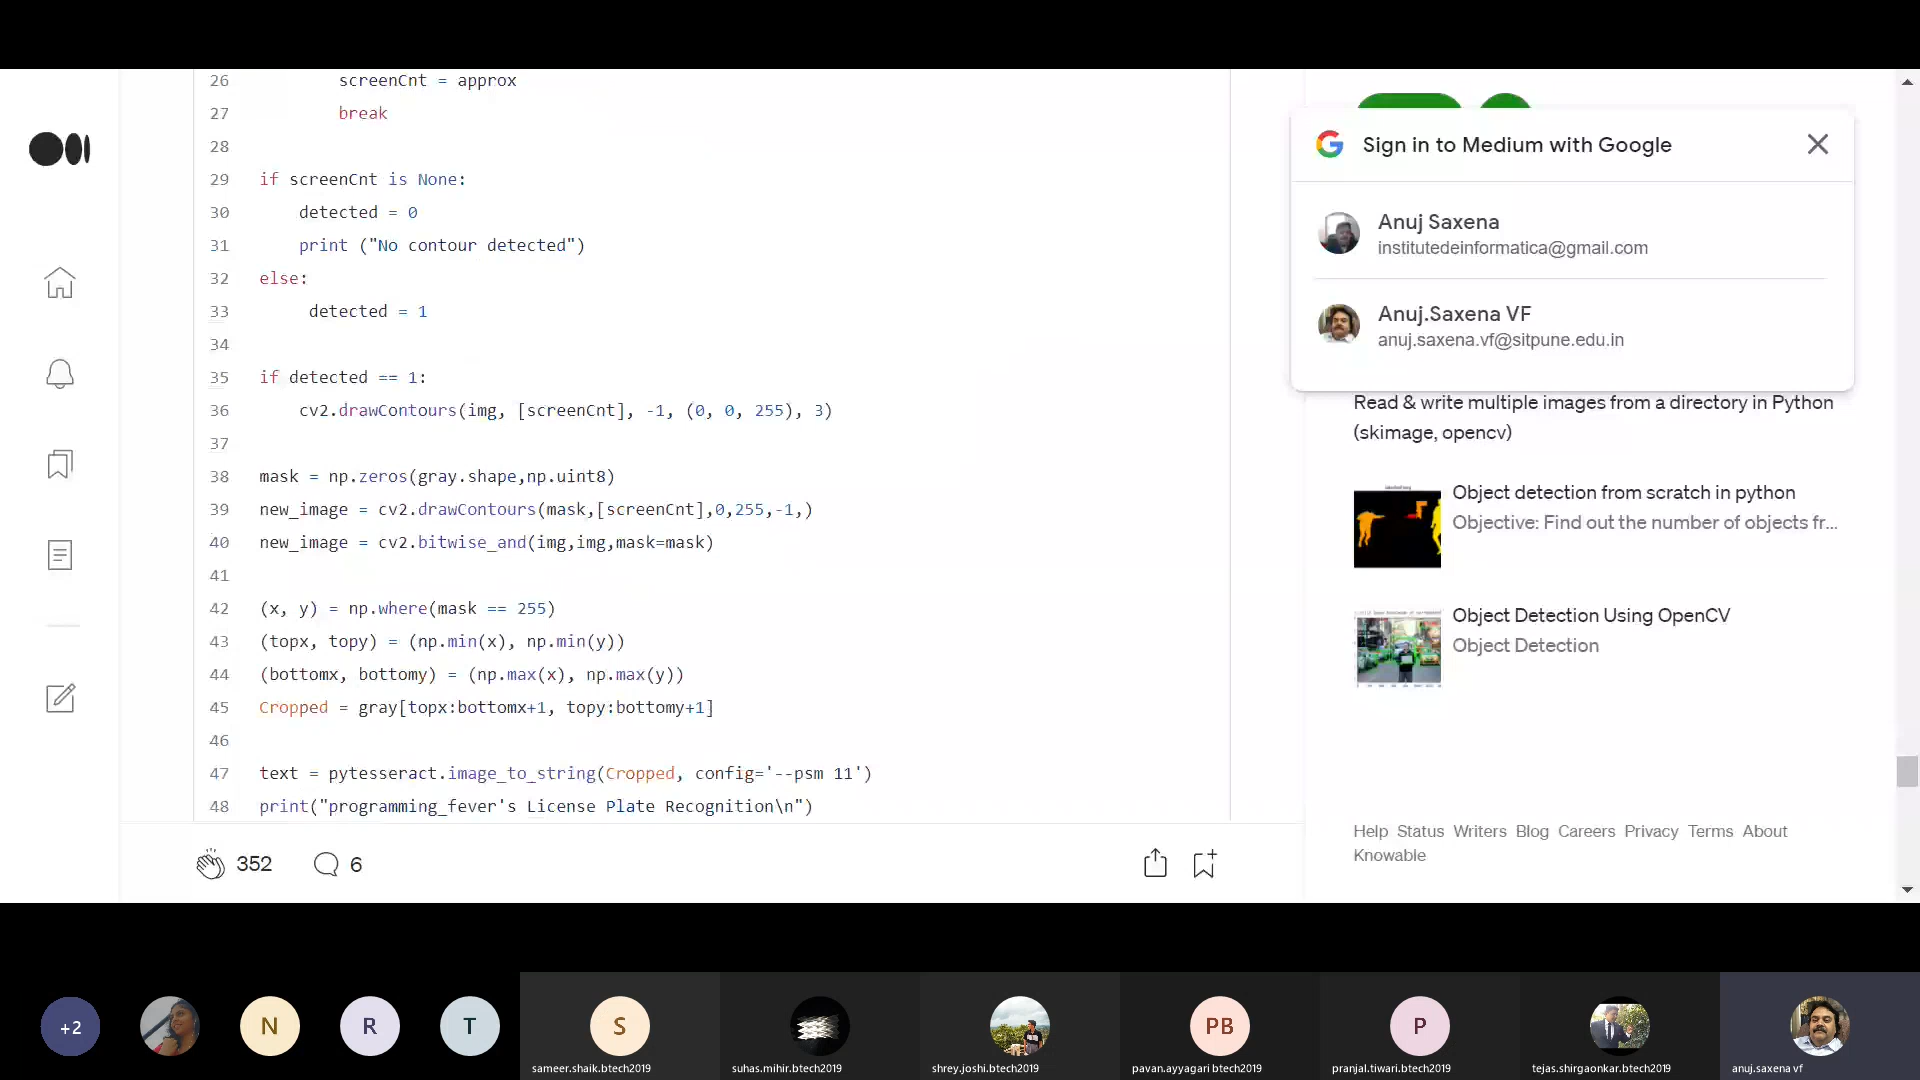 26 screenCnt = approx
27 break
28
29 if screenCnt is None:
30 detected = 0
31 print ("No contour detected")
32 else:
33 detected = 1
34
35 if detected == 1:
36 cv2.drawContours(img, [screenCnt], -1, (0, 0, 255), 3)
37
38 mask = np.zeros(gray.shape,np.uint8)
39 new_image = cv2.drawContours(mask,[screenCnt],0,255,-1,)
40 new_image = cv2.bitwise_and(img,img,mask=mask)
41
42 (x, y) = np.where(mask == 255)
43 (topx, topy) = (np.min(x), np.min(y))
44 (bottomx, bottomy) = (np.max(x), np.max(y))
45 Cropped = gray[topx:bottomx+1, topy:bottomy+1]
46
47 text = pytesseract.image_to_string(Cropped, config='--psm 11')
48 print("programming_fever's License Plate Recognition\n")
352 6
Sign in to Medium with Google
Anuj Saxena
institutedeinformatica@gmail.com
Anuj.Saxena VF
anuj.saxena.vf@sitpune.edu.in
Read & write multiple images from a directory in Python
(skimage, opencv)
Object detection from scratch in python
Objective: Find out the number of objects fr...
Object Detection Using OpenCV
Object Detection
Help Status Writers Blog Careers Privacy Terms About
Knowable
+2 N R T S PB P
sameer.shaik.btech2019 suhas.mihir.btech2019 shrey.joshi.btech2019 pavan.ayyagari btech2019 pranjal.tiwari.btech2019 tejas.shirgaonkar.btech2019 anuj.saxena vf